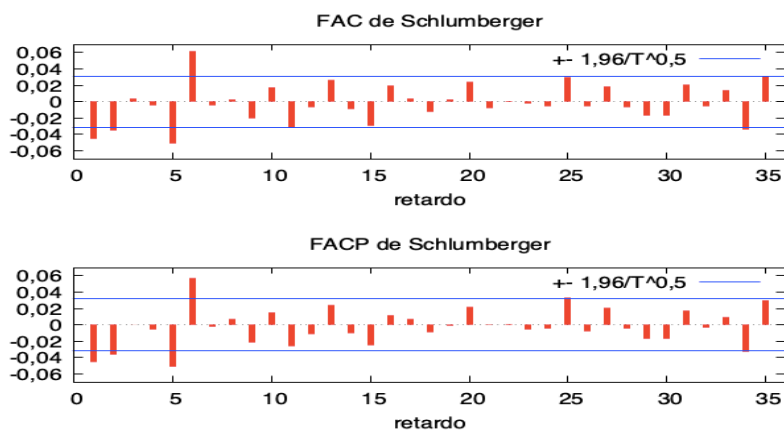 FAC de Schlumberger
+- 1,96/T^0,5
0,06
0,04
0,02
0
-0,02
-0,04
-0,06
0 5 10 15 20 25 30 35
retardo
FACP de Schlumberger
+- 1,96/T^0,5
0,06
0,04
0,02
0
-0,02
-0,04
-0,06
0 5 10 15 20 25 30 35
retardo